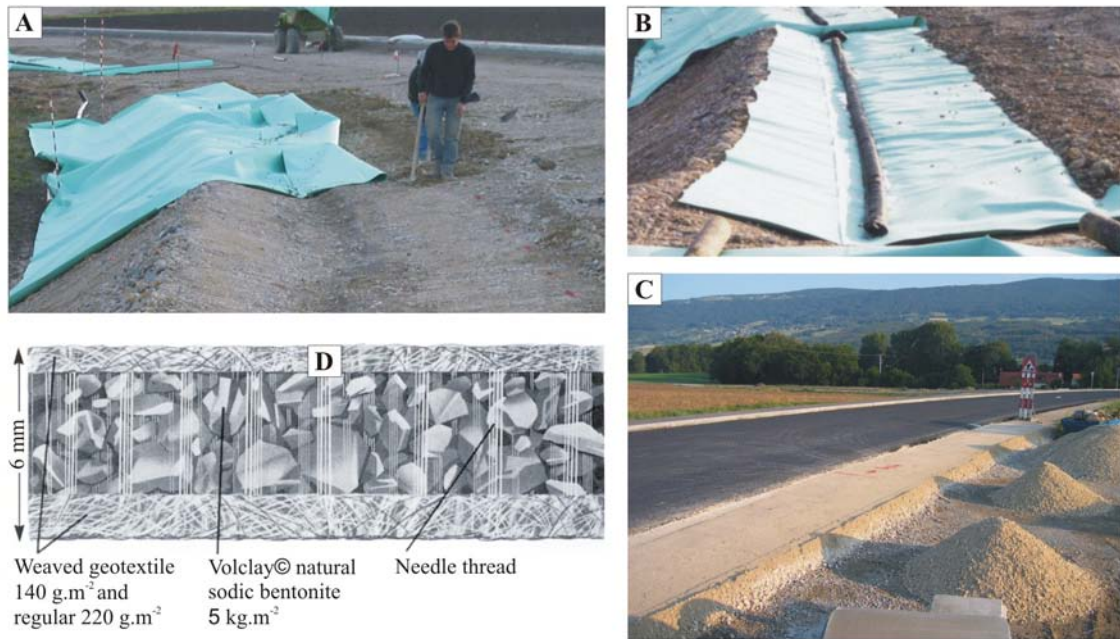 A
B
C
D
6 mm
Weaved geotextile
140 g.m⁻² and
regular 220 g.m⁻²
Volclay© natural
sodic bentonite
5 kg.m⁻²
Needle thread